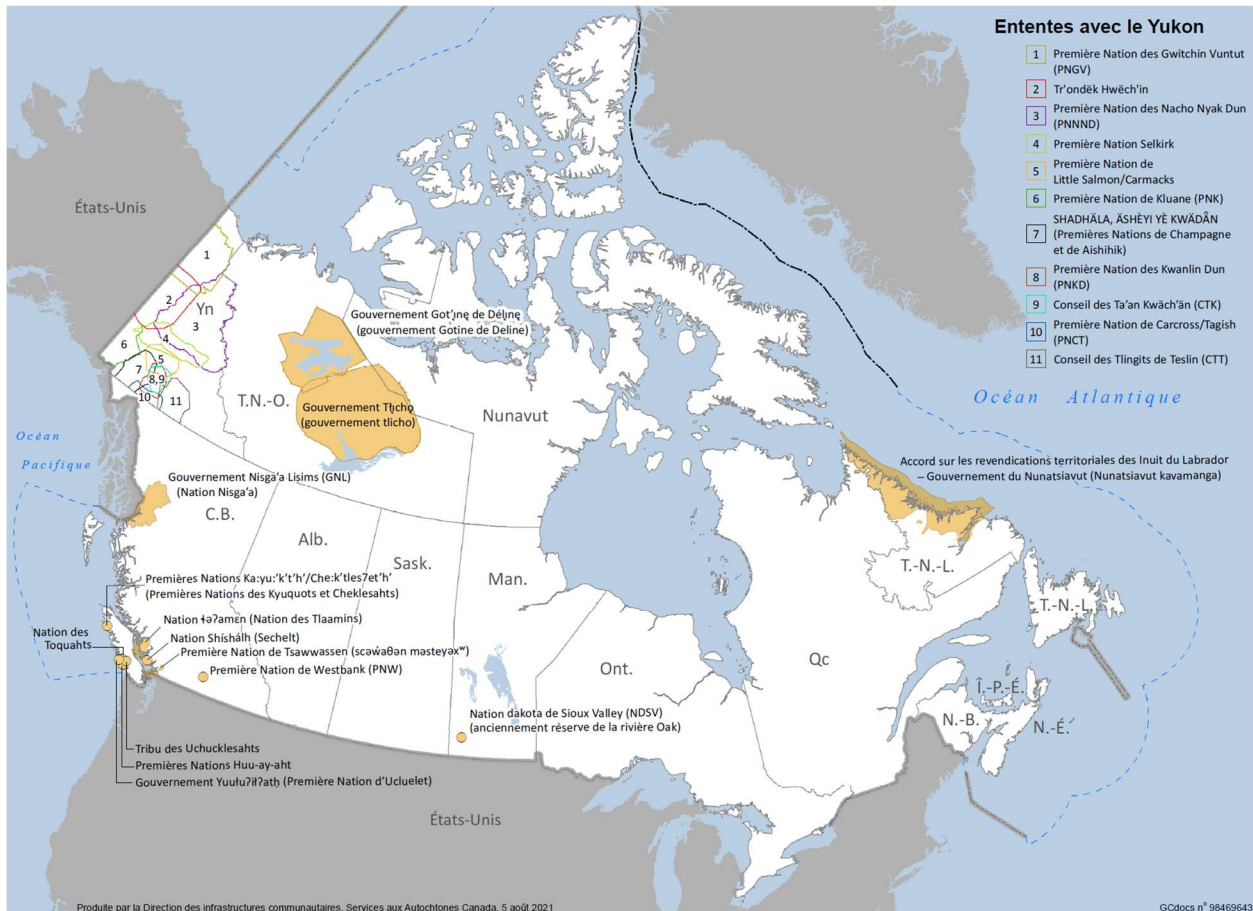 Ententes avec le Yukon
1 Première Nation des Gwitchin Vuntut
(PNGV)
2 Tr'ondëk Hwëch'in
3 Première Nation des Nacho Nyak Dun
(PNNND)
4 Première Nation Selkirk
5 Première Nation de
Little Salmon/Carmacks
6 Première Nation de Kluane (PNK)
SHADHÄLA, ÄSHÈYI YÈ KWÄDÂ̈N
7 (Premières Nations de Champagne
et de Aishihik)
8 Première Nation des Kwanlin Dun
(PNKD)
9 Conseil des Ta'an Kwäch'än (CTK)
10 Première Nation de Carcross/Tagish
(PNCT)
11 Conseil des Tlingits de Teslin (CTT)
États-Unis
1
2
Yn
3
4
5
6
7
8,9
10
11
Gouvernement Got'ı̨nę de Délı̨nę
(gouvernement Gotine de Deline)
T.N.-O.
Gouvernement Tłı̨chǫ
(gouvernement tlicho)
Nunavut
Océan Atlantique
Océan
Pacifique
Accord sur les revendications territoriales des Inuit du Labrador
– Gouvernement du Nunatsiavut (Nunatsiavut kavamanga)
Gouvernement Nisga'a Lisims (GNL)
(Nation Nisga'a)
C.B.
Alb.
Sask.
Man.
Ont.
Qc
T.-N.-L.
T.-N.-L.
Î.-P.-É.
N.-B.
N.-É.
Premières Nations Ka:yu:'k't'h'/Che:k'tles7et'h'
(Premières Nations des Kyuquots et Cheklesahts)
Nation ɬəʔamɛn (Nation des Tlaamins)
Nation des
Toquahts
Nation Shíshálh (Sechelt)
Première Nation de Tsawwassen (sc̓əw̓aθən məsteyəxʷ)
Première Nation de Westbank (PNW)
Nation dakota de Sioux Valley (NDSV)
(anciennement réserve de la rivière Oak)
Tribu des Uchucklesahts
Premières Nations Huu-ay-aht
Gouvernement Yuułuʔiłʔatḥ (Première Nation d'Ucluelet)
États-Unis
Produite par la Direction des infrastructures communautaires, Services aux Autochtones Canada, 5 août 2021
GCdocs n° 98469643